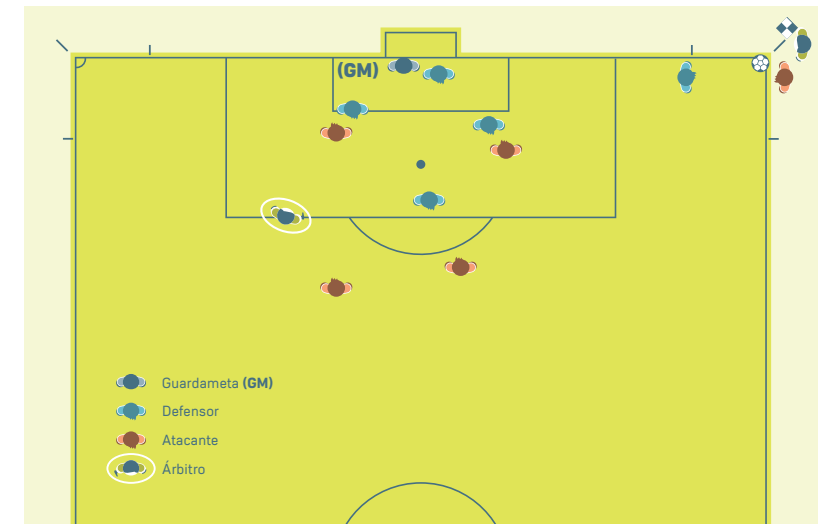 (GM)
Guardameta (GM)
Defensor
Atacante
Árbitro